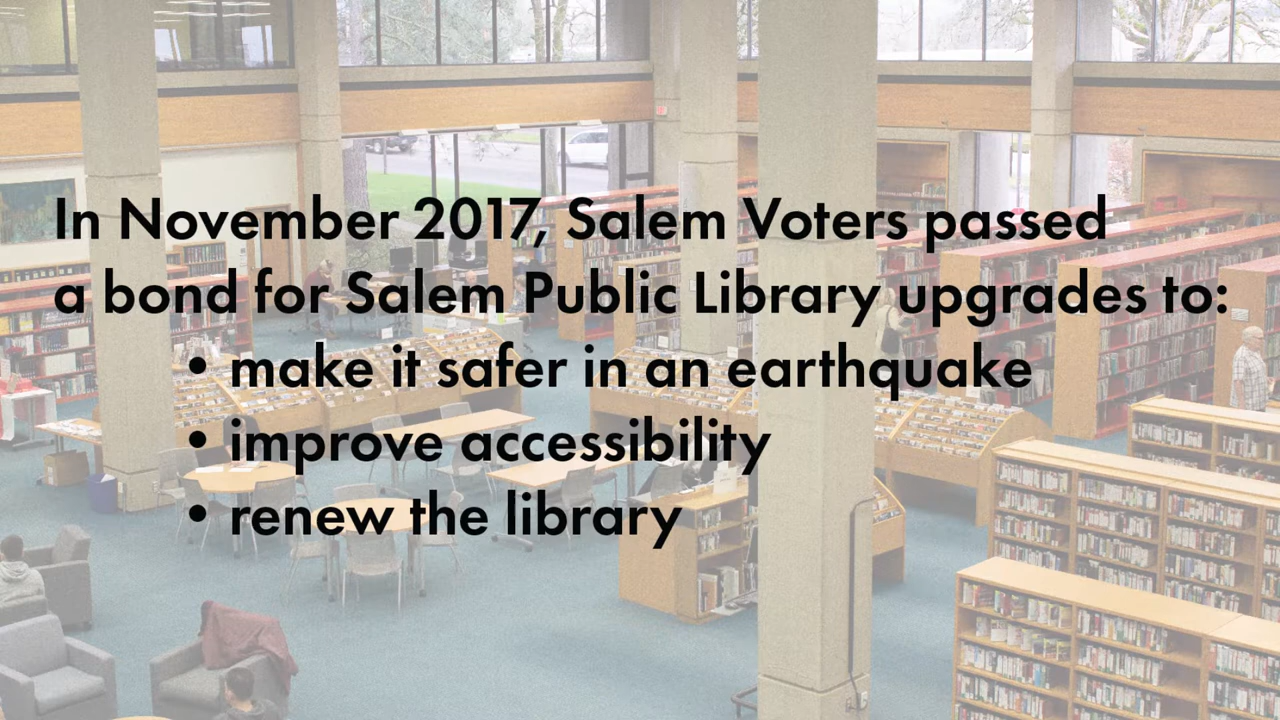 In November 2017, Salem Voters passed
a bond for Salem Public Library upgrades to:
• make it safer in an earthquake
• improve accessibility
• renew the library